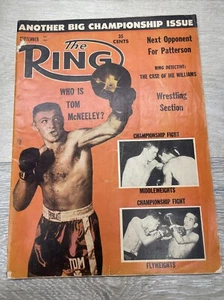 ANOTHER BIG CHAMPIONSHIP ISSUE
The
RING
35
CENTS
Next Opponent
For Patterson
RING DETECTIVE:
THE CASE OF IKE WILLIAMS
WHO IS
TOM
McNEELEY?
Wrestling
Section
CHAMPIONSHIP FIGHT
MIDDLEWEIGHTS
CHAMPIONSHIP FIGHT
FLYWEIGHTS
TOM